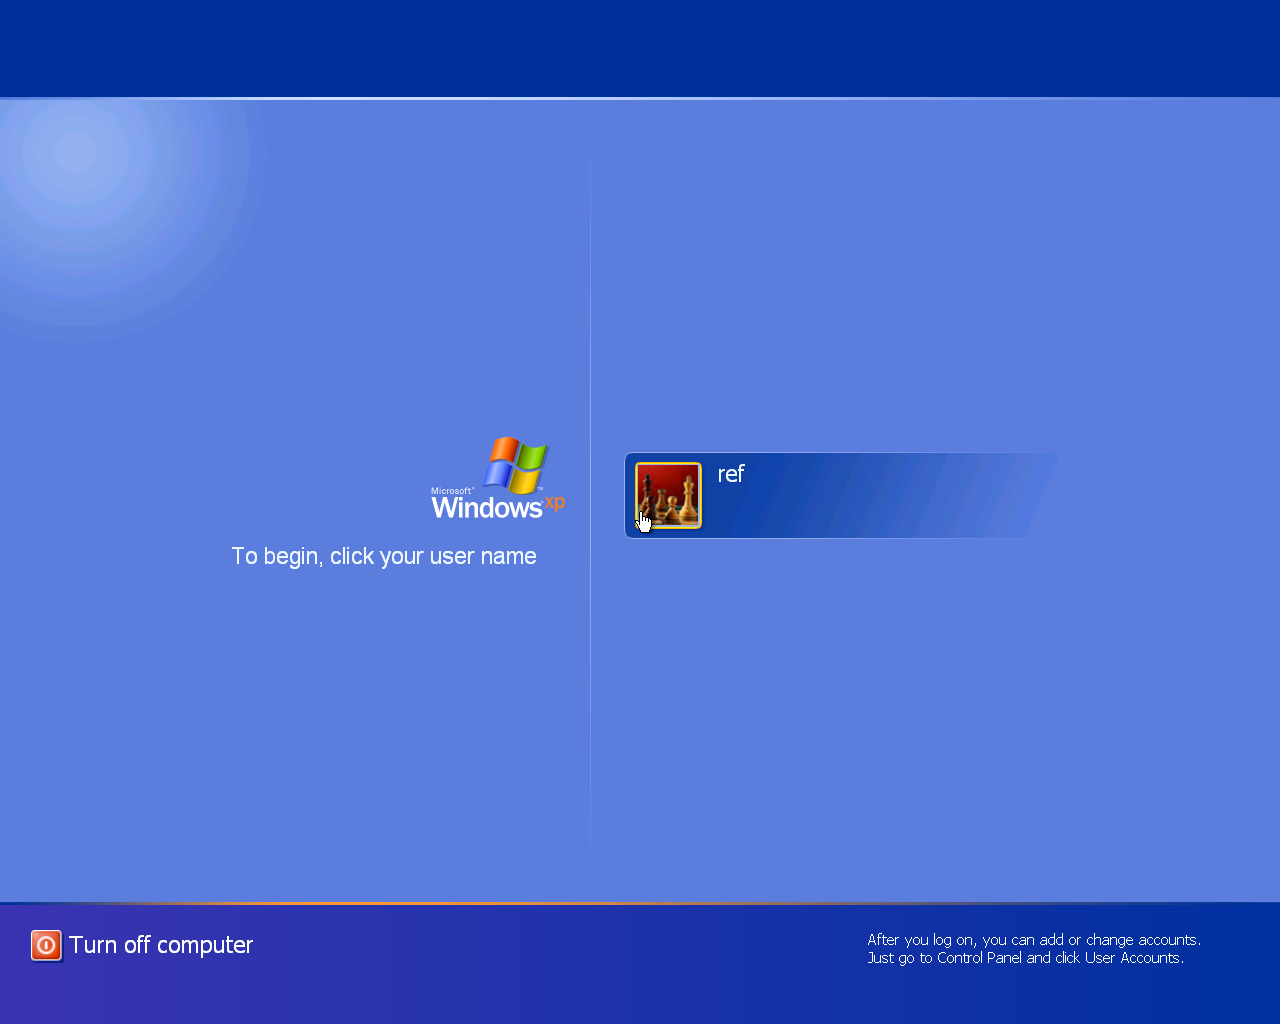 Microsoft®
Windows xp
To begin, click your user name
ref
Turn off computer
After you log on, you can add or change accounts.
Just go to Control Panel and click User Accounts.